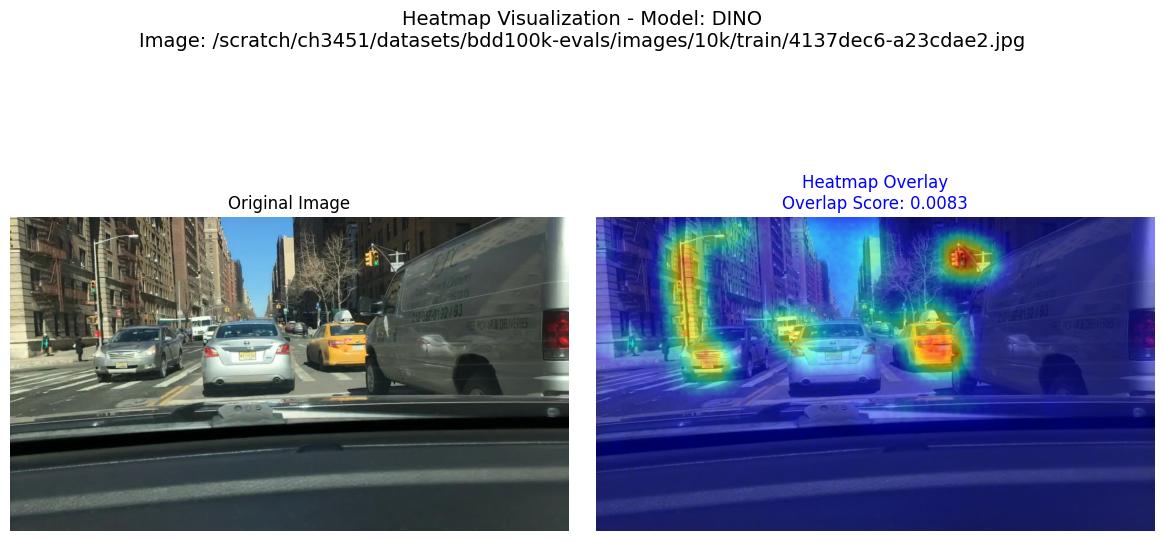 Heatmap Visualization - Model: DINO
Image: /scratch/ch3451/datasets/bdd100k-evals/images/10k/train/4137dec6-a23cdae2.jpg
Original Image
Heatmap Overlay
Overlap Score: 0.0083